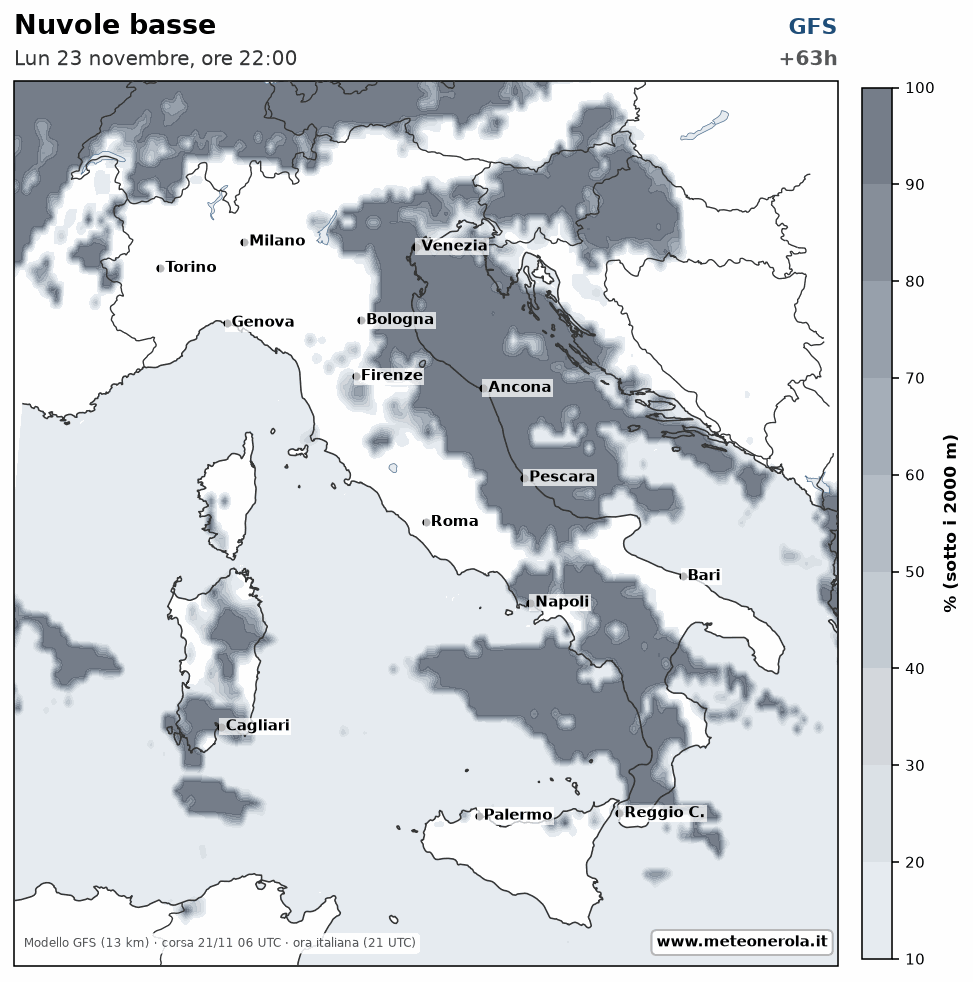 Nuvole basse
GFS
Lun 23 novembre, ore 22:00
+63h
100
90
80
70
60
50
40
30
20
10
% (sotto i 2000 m)
Milano
Venezia
Torino
Genova
Bologna
Firenze
Ancona
Pescara
Roma
Bari
Napoli
Cagliari
Palermo
Reggio C.
Modello GFS (13 km) · corsa 21/11 06 UTC · ora italiana (21 UTC)
www.meteonerola.it